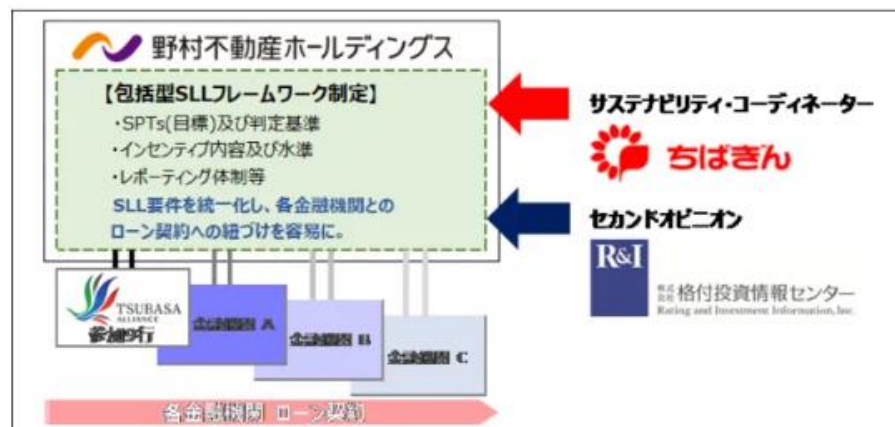 野村不動産ホールディングス
【包括型SLLフレームワーク制定】
・SPTs(目標)及び判定基準
・インセンティブ内容及び水準
・レポーティング体制等
SLL要件を統一化し、各金融機関との
ローン契約への紐づけを容易に。
サステナビリティ・コーディネーター
ちばぎん
セカンドオピニオン
R&I
株式会社 格付投資情報センター
Rating and Investment Information, Inc.
TSUBASA
ALLIANCE
参加9行
金融機関 A
金融機関 B
金融機関 C
各金融機関 ローン契約